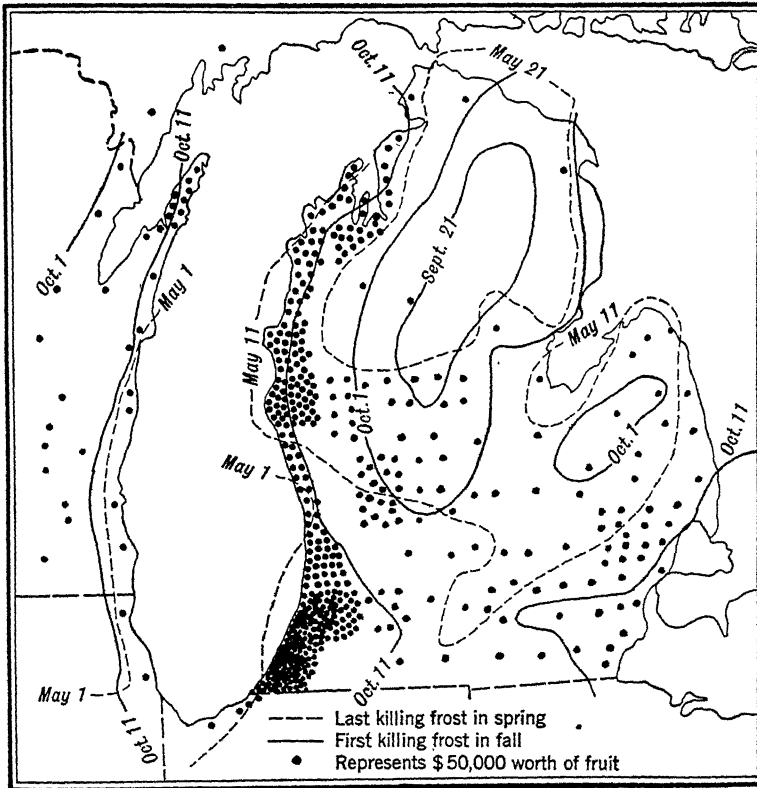 Oct. 11
May 21
Oct. 11
Sept. 21
Oct. 1
May 1
May 11
May 11
Oct. 1
Oct. 1
Oct. 11
May 1
May 1
Oct. 11
Oct. 11
Last killing frost in spring
First killing frost in fall
Represents $50,000 worth of fruit